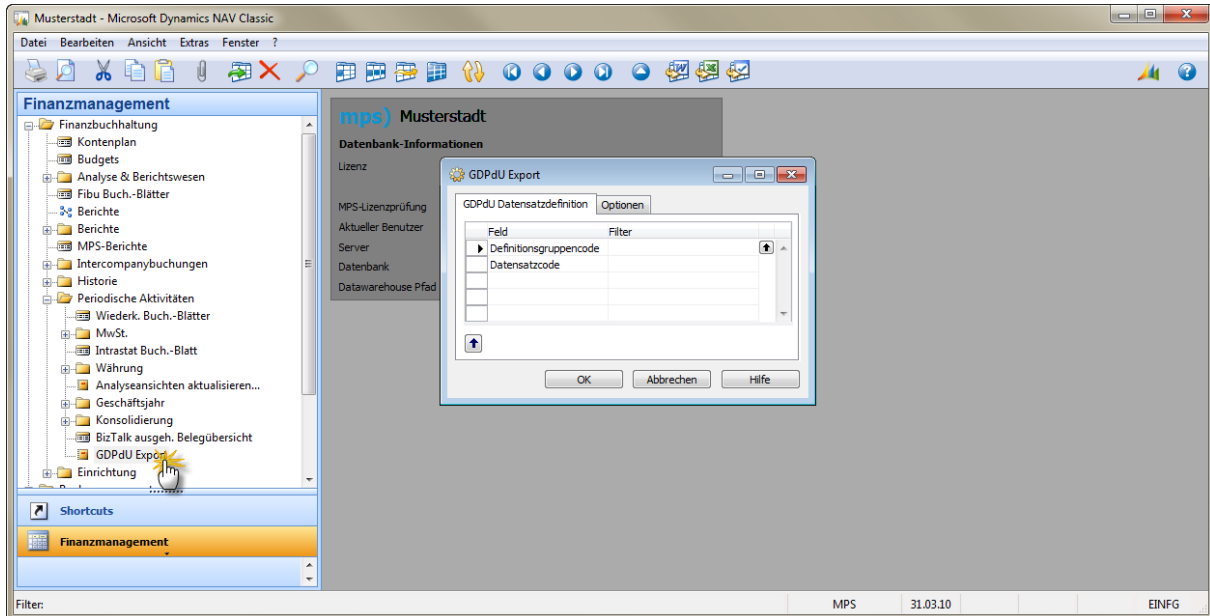 Musterstadt - Microsoft Dynamics NAV Classic
Datei Bearbeiten Ansicht Extras Fenster ?
Finanzmanagement
Finanzbuchhaltung
Kontenplan
Budgets
Analyse & Berichtswesen
Fibu Buch.-Blätter
Berichte
Berichte
MPS-Berichte
Intercompanybuchungen
Historie
Periodische Aktivitäten
Wiederk. Buch.-Blätter
MwSt.
Intrastat Buch.-Blatt
Währung
Analyseansichten aktualisieren...
Geschäftsjahr
Konsolidierung
BizTalk ausgeh. Belegübersicht
GDPdU Export
Einrichtung
Shortcuts
Finanzmanagement
mps) Musterstadt
Datenbank-Informationen
Lizenz
MPS-Lizenzprüfung
Aktueller Benutzer
Server
Datenbank
Datawarehouse Pfad
GDPdU Export
GDPdU Datensatzdefinition Optionen
Feld Filter
Definitionsgruppencode
Datensatzcode
OK Abbrechen Hilfe
Filter: MPS 31.03.10 EINFG